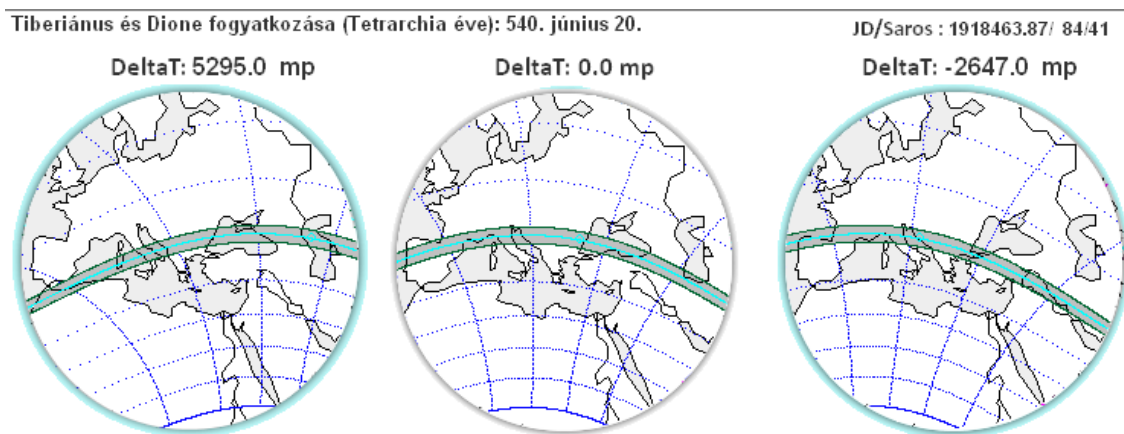 Tiberiánus és Dione fogyatkozása (Tetrarchia éve): 540. június 20.
JD/Saros : 1918463.87/ 84/41
DeltaT: 5295.0 mp
DeltaT: 0.0 mp
DeltaT: -2647.0 mp